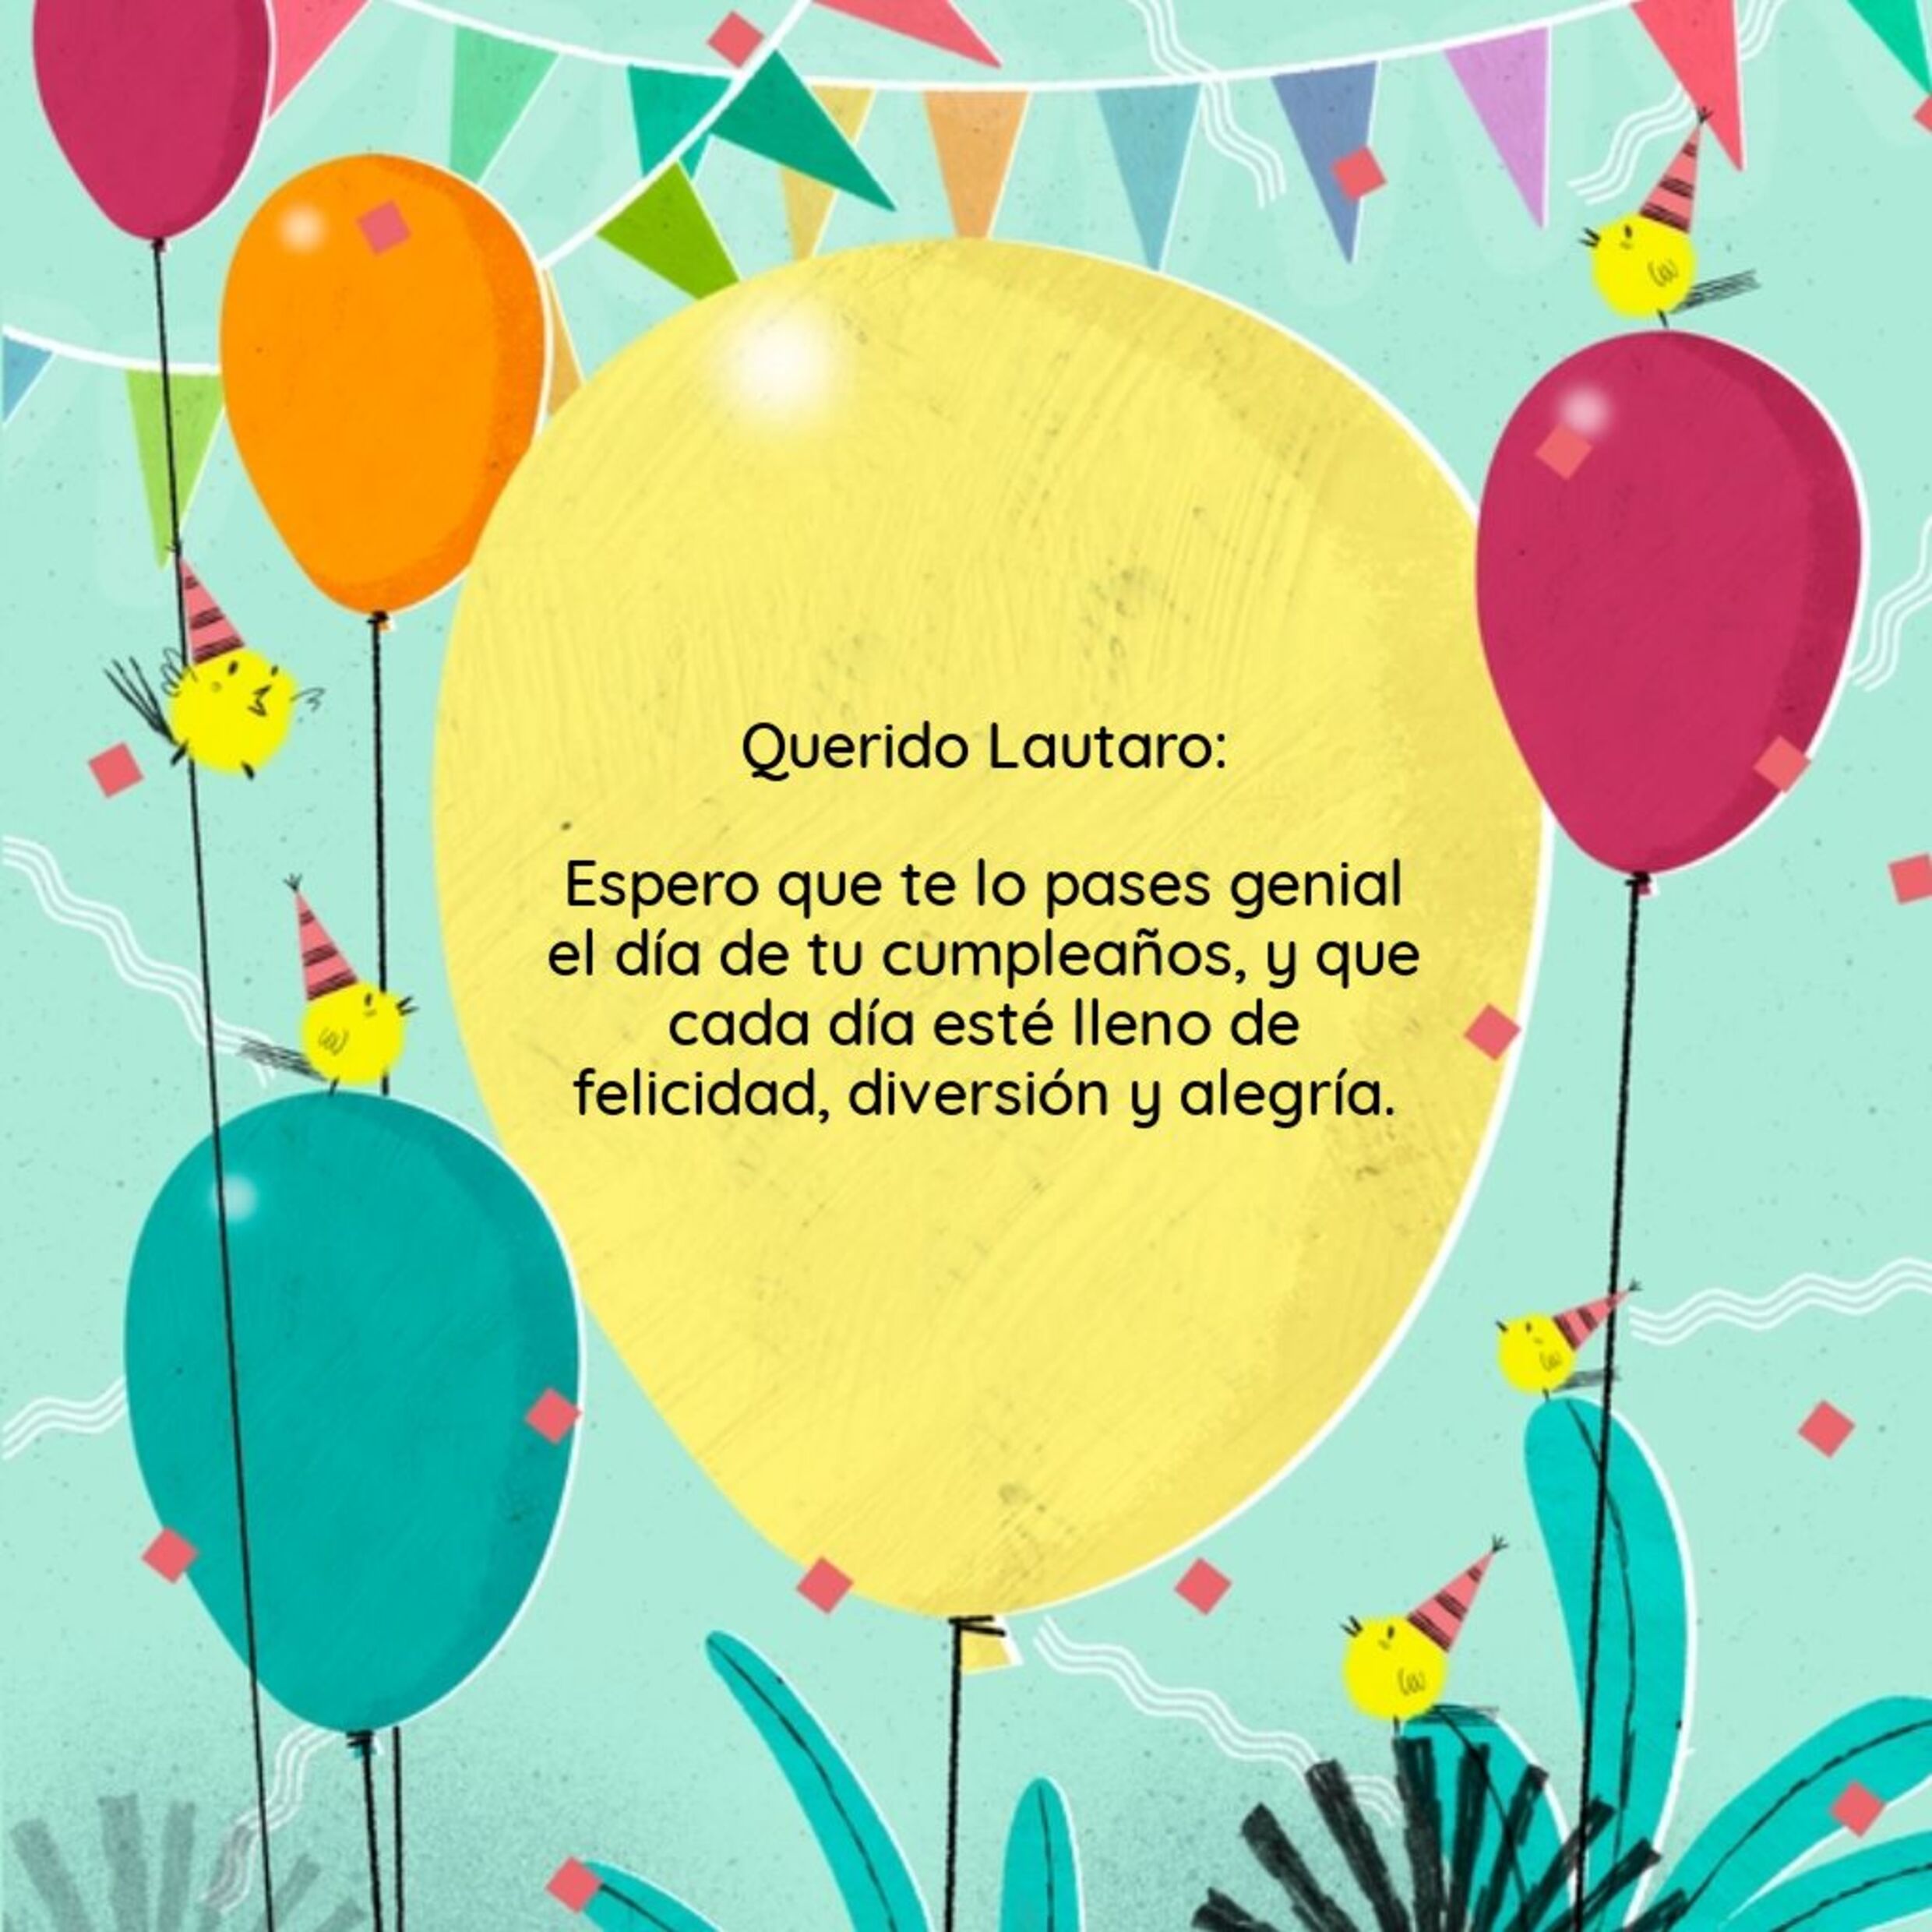 Querido Lautaro:
Espero que te lo pases genial
el día de tu cumpleaños, y que
cada día esté lleno de
felicidad, diversión y alegría.